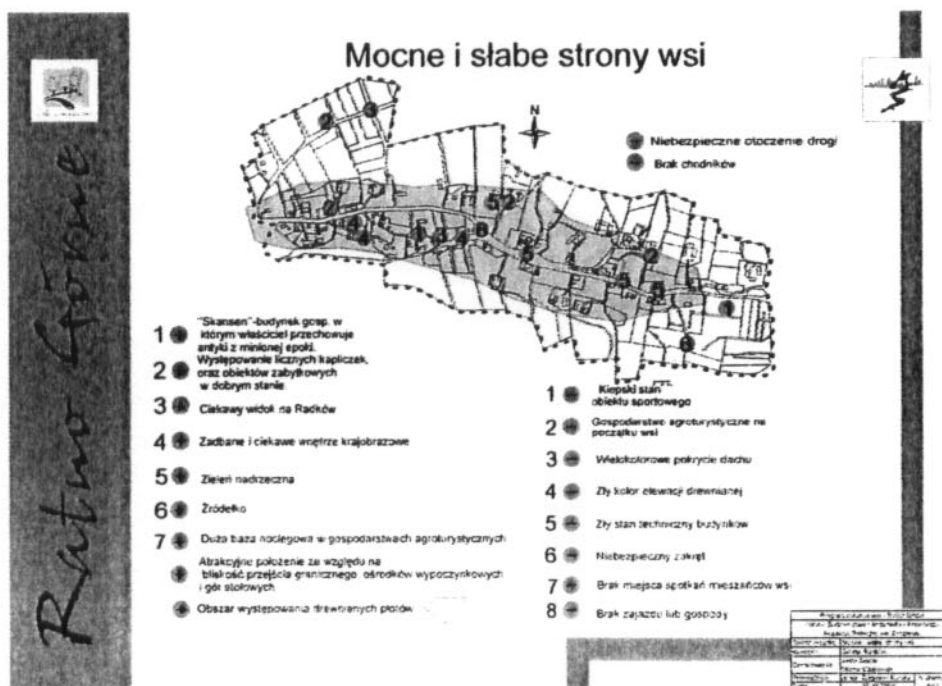 Mocne i słabe strony wsi
Ratno Górne
N
Niebezpieczne otoczenie drogi
Brak chodników
1 "Skansen"-budynek gosp. w
którym właściciel przechowuje
antyki z minionej epoki.
2 Występowanie licznych kapliczek,
oraz obiektów zabytkowych
w dobrym stanie
3 Ciekawy widok na Radków
4 Zadbane i ciekawe wnętrze krajobrazowe
5 Zieleń nadrzeczna
6 Źródełko
7 Duża baza noclegowa w gospodarstwach agroturystycznych
Atrakcyjne położenie ze względu na
bliskość przejścia granicznego, ośrodków wypoczynkowych
i gór stołowych
Obszar występowania drewnianych płotów
1 Kiepski stan
obiektu sportowego
2 Gospodarstwo agroturystyczne na
początku wsi
3 Wielokolorowe pokrycie dachu
4 Zły kolor elewacji drewnianej
5 Zły stan techniczny budynków
6 Niebezpieczny zakręt
7 Brak miejsca spotkań mieszkańców wsi
8 Brak zajazdu lub gospody